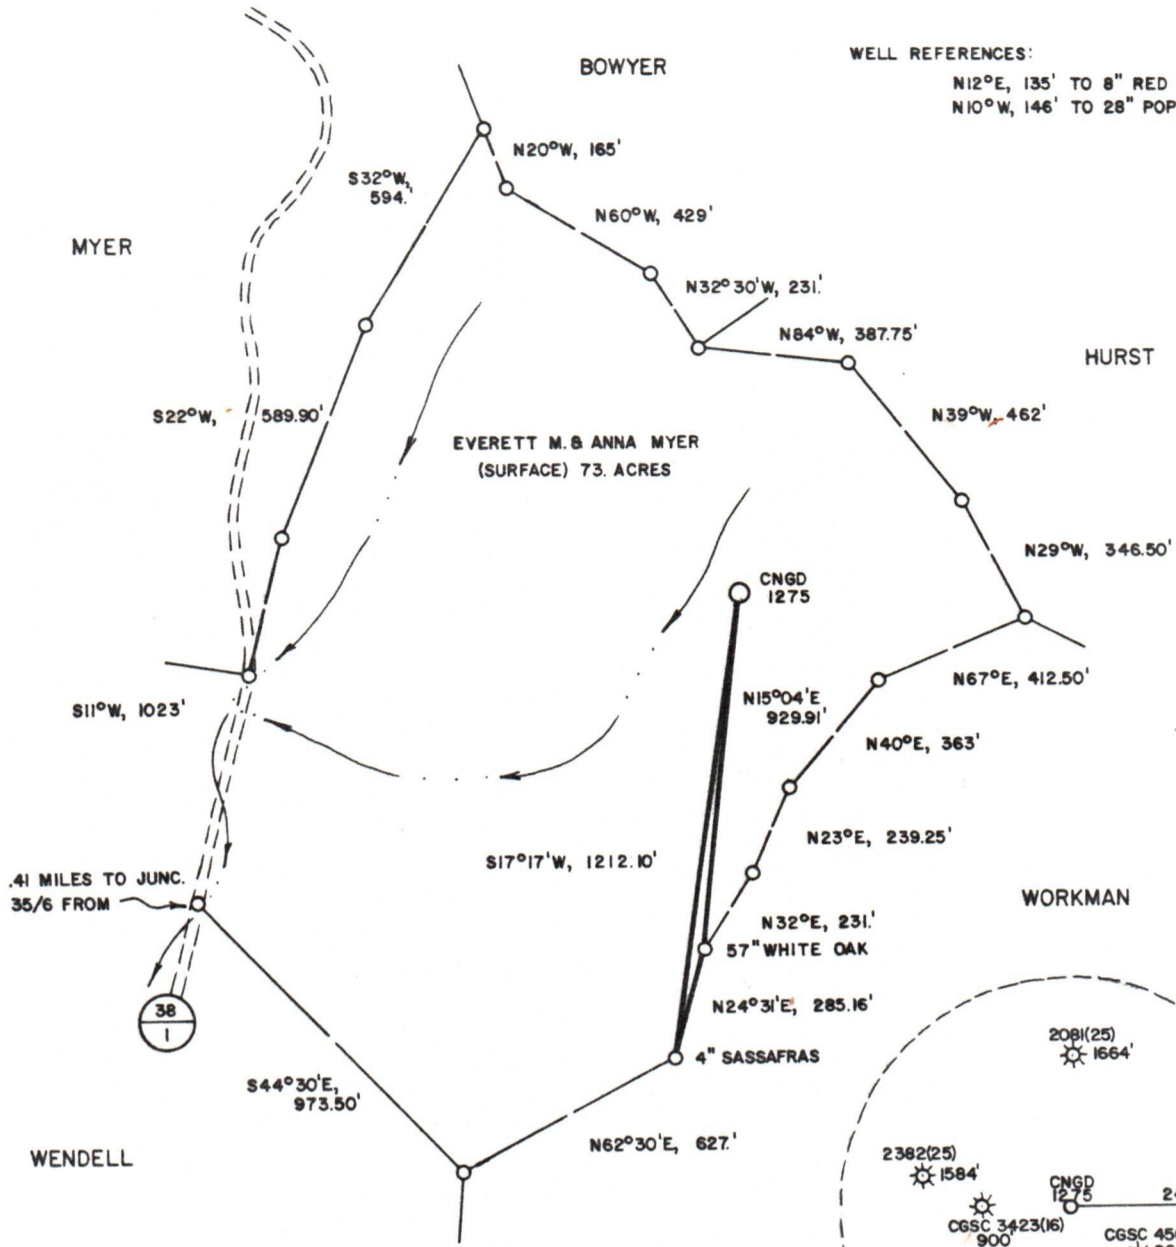 WELL REFERENCES:
N12°E, 135' TO 8" RED
N10°W, 146' TO 28" POP
BOWYER
N20°W, 165'
S32°W,
594.'
N60°W, 429'
MYER
N32°30'W, 231.'
N84°W, 387.75'
HURST
S22°W, 589.90'
N39°W, 462'
EVERETT M. & ANNA MYER
(SURFACE) 73. ACRES
N29°W, 346.50'
CNGD
1275
N67°E, 412.50'
N15°04'E
929.91'
S11°W, 1023'
N40°E, 363'
N23°E, 239.25'
S17°17'W, 1212.10'
.41 MILES TO JUNC.
35/6 FROM
WORKMAN
N32°E, 231.'
57" WHITE OAK
N24°31'E, 285.16'
38
1
4" SASSAFRAS
2081(25)
1664'
S44°30'E,
973.50'
N62°30'E, 627.'
WENDELL
2382(25)
1584'
CNGD
1275
CGSC 3423(16)
900'